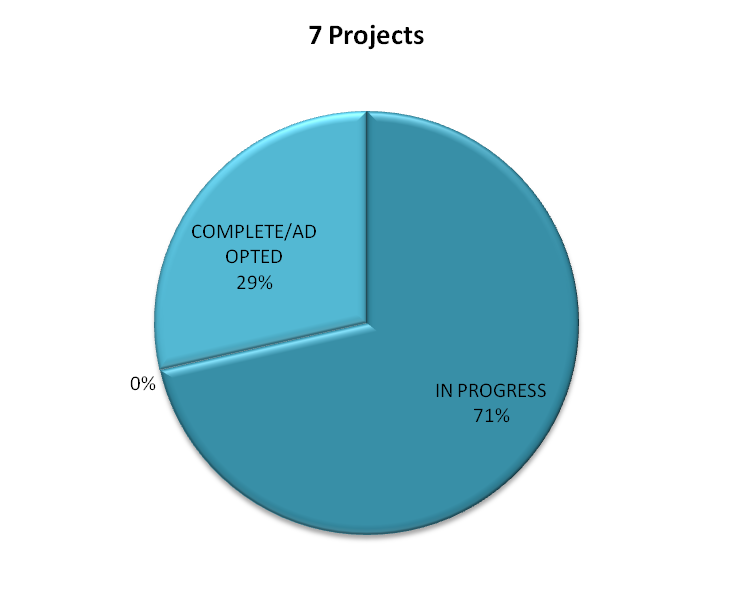 7 Projects
COMPLETE/AD
OPTED
29%
0%
IN PROGRESS
71%